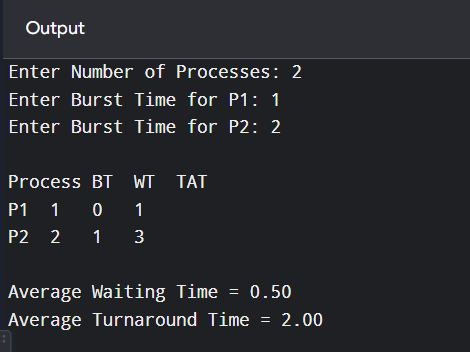 Output
Enter Number of Processes: 2
Enter Burst Time for P1: 1
Enter Burst Time for P2: 2
Process BT WT TAT
P1 1 0 1
P2 2 1 3
Average Waiting Time = 0.50
Average Turnaround Time = 2.00